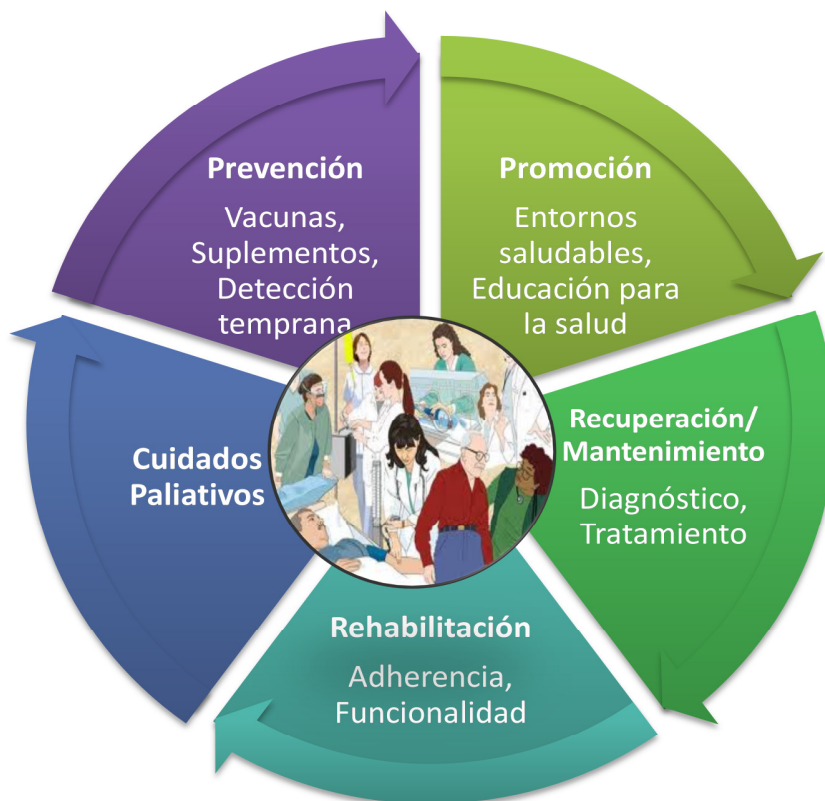 Prevención
Vacunas,
Suplementos,
Detección
temprana
Promoción
Entornos
saludables,
Educación para
la salud
Recuperación/
Mantenimiento
Diagnóstico,
Tratamiento
Rehabilitación
Adherencia,
Funcionalidad
Cuidados
Paliativos